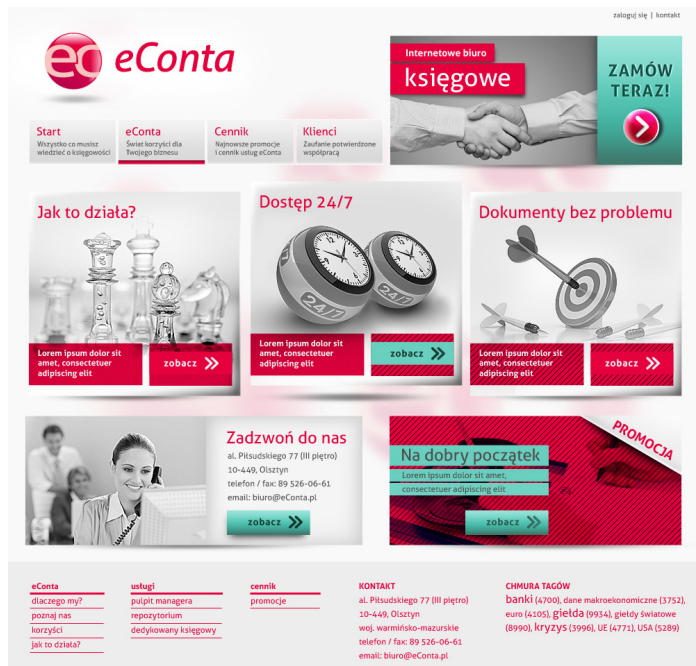 zaloguj się | kontakt
ec eConta
Internetowe biuro
księgowe
ZAMÓW
TERAZ!
Start
Wszystko co musisz
wiedzieć o księgowości
eConta
Świat korzyści dla
Twojego biznesu
Cennik
Najnowsze promocje
i cennik usług eConta
Klienci
Zaufanie potwierdzone
współpracą
Jak to działa?
Lorem ipsum dolor sit
amet, consectetuer
adipiscing elit
zobacz
Dostęp 24/7
24/7
24/7
Lorem ipsum dolor sit
amet, consectetuer
adipiscing elit
zobacz
Dokumenty bez problemu
Lorem ipsum dolor sit
amet, consectetuer
adipiscing elit
zobacz
Zadzwoń do nas
al. Piłsudskiego 77 (III piętro)
10-449, Olsztyn
telefon / fax: 89 526-06-61
email: biuro@eConta.pl
zobacz
PROMOCJA
Na dobry początek
Lorem ipsum dolor sit amet,
consectetuer adipiscing elit
zobacz
eConta
dlaczego my?
poznaj nas
korzyści
jak to działa?
usługi
pulpit managera
repozytorium
dedykowany księgowy
cennik
promocje
KONTAKT
al. Piłsudskiego 77 (III piętro)
10-449, Olsztyn
woj. warmińsko-mazurskie
telefon / fax: 89 526-06-61
email: biuro@eConta.pl
CHMURA TAGÓW
banki (4700), dane makroekonomiczne (3752),
euro (4105), giełda (9934), giełdy światowe
(8990), kryzys (3996), UE (4771), USA (5289)